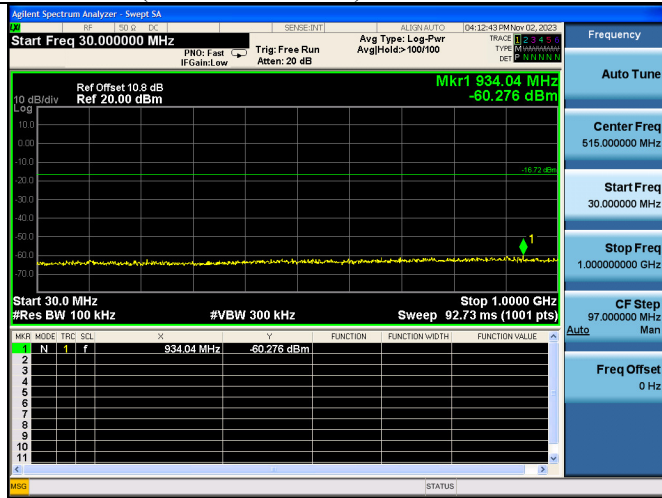 Agilent Spectrum Analyzer - Swept SA
LXI RF 50 Ω DC SENSE:INT ALIGN AUTO 04:12:43 PM Nov 02, 2023
Start Freq 30.000000 MHz
PNO: Fast
IFGain:Low
Trig: Free Run
Atten: 20 dB
Avg Type: Log-Pwr
Avg|Hold:> 100/100
TRACE 1 2 3 4 5 6
TYPE M
DET P N N N N N
Ref Offset 10.8 dB
Ref 20.00 dBm
10 dB/div
Log
Mkr1 934.04 MHz
-60.276 dBm
10.0
0.00
-10.0
-16.72 dBm
-20.0
-30.0
-40.0
-50.0
1
-60.0
-70.0
Start 30.0 MHz
Stop 1.0000 GHz
#Res BW 100 kHz
#VBW 300 kHz
Sweep 92.73 ms (1001 pts)
MKR MODE TRC SCL X Y FUNCTION FUNCTION WIDTH FUNCTION VALUE
1 N 1 f 934.04 MHz -60.276 dBm
2
3
4
5
6
7
8
9
10
11
MSG
STATUS
Frequency
Auto Tune
Center Freq
515.000000 MHz
Start Freq
30.000000 MHz
Stop Freq
1.000000000 GHz
CF Step
97.000000 MHz
Auto Man
Freq Offset
0 Hz